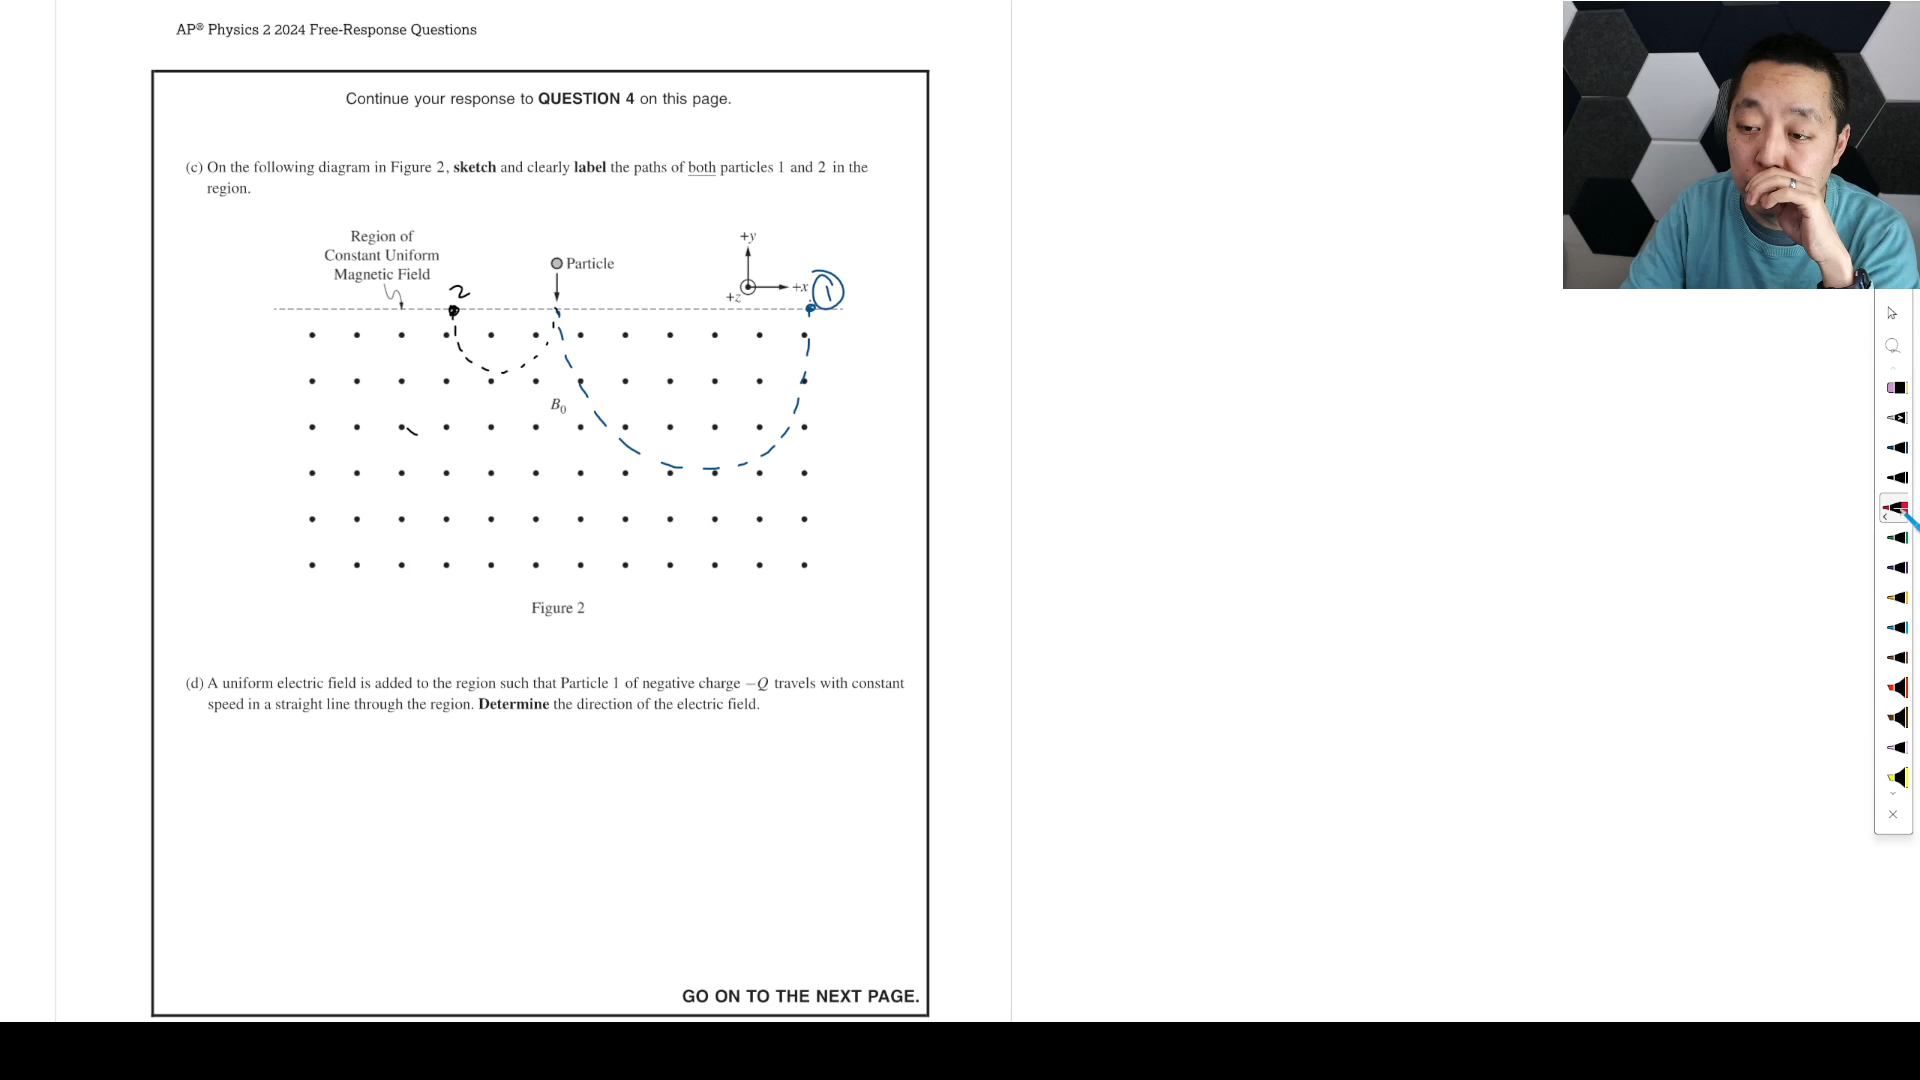 AP® Physics 2 2024 Free-Response Questions
Continue your response to QUESTION 4 on this page.
(c) On the following diagram in Figure 2, sketch and clearly label the paths of both particles 1 and 2 in the
region.
Region of
Constant Uniform
Magnetic Field
Particle
+y
+x
+z
1
2
B₀
Figure 2
(d) A uniform electric field is added to the region such that Particle 1 of negative charge −Q travels with constant
speed in a straight line through the region. Determine the direction of the electric field.
GO ON TO THE NEXT PAGE.